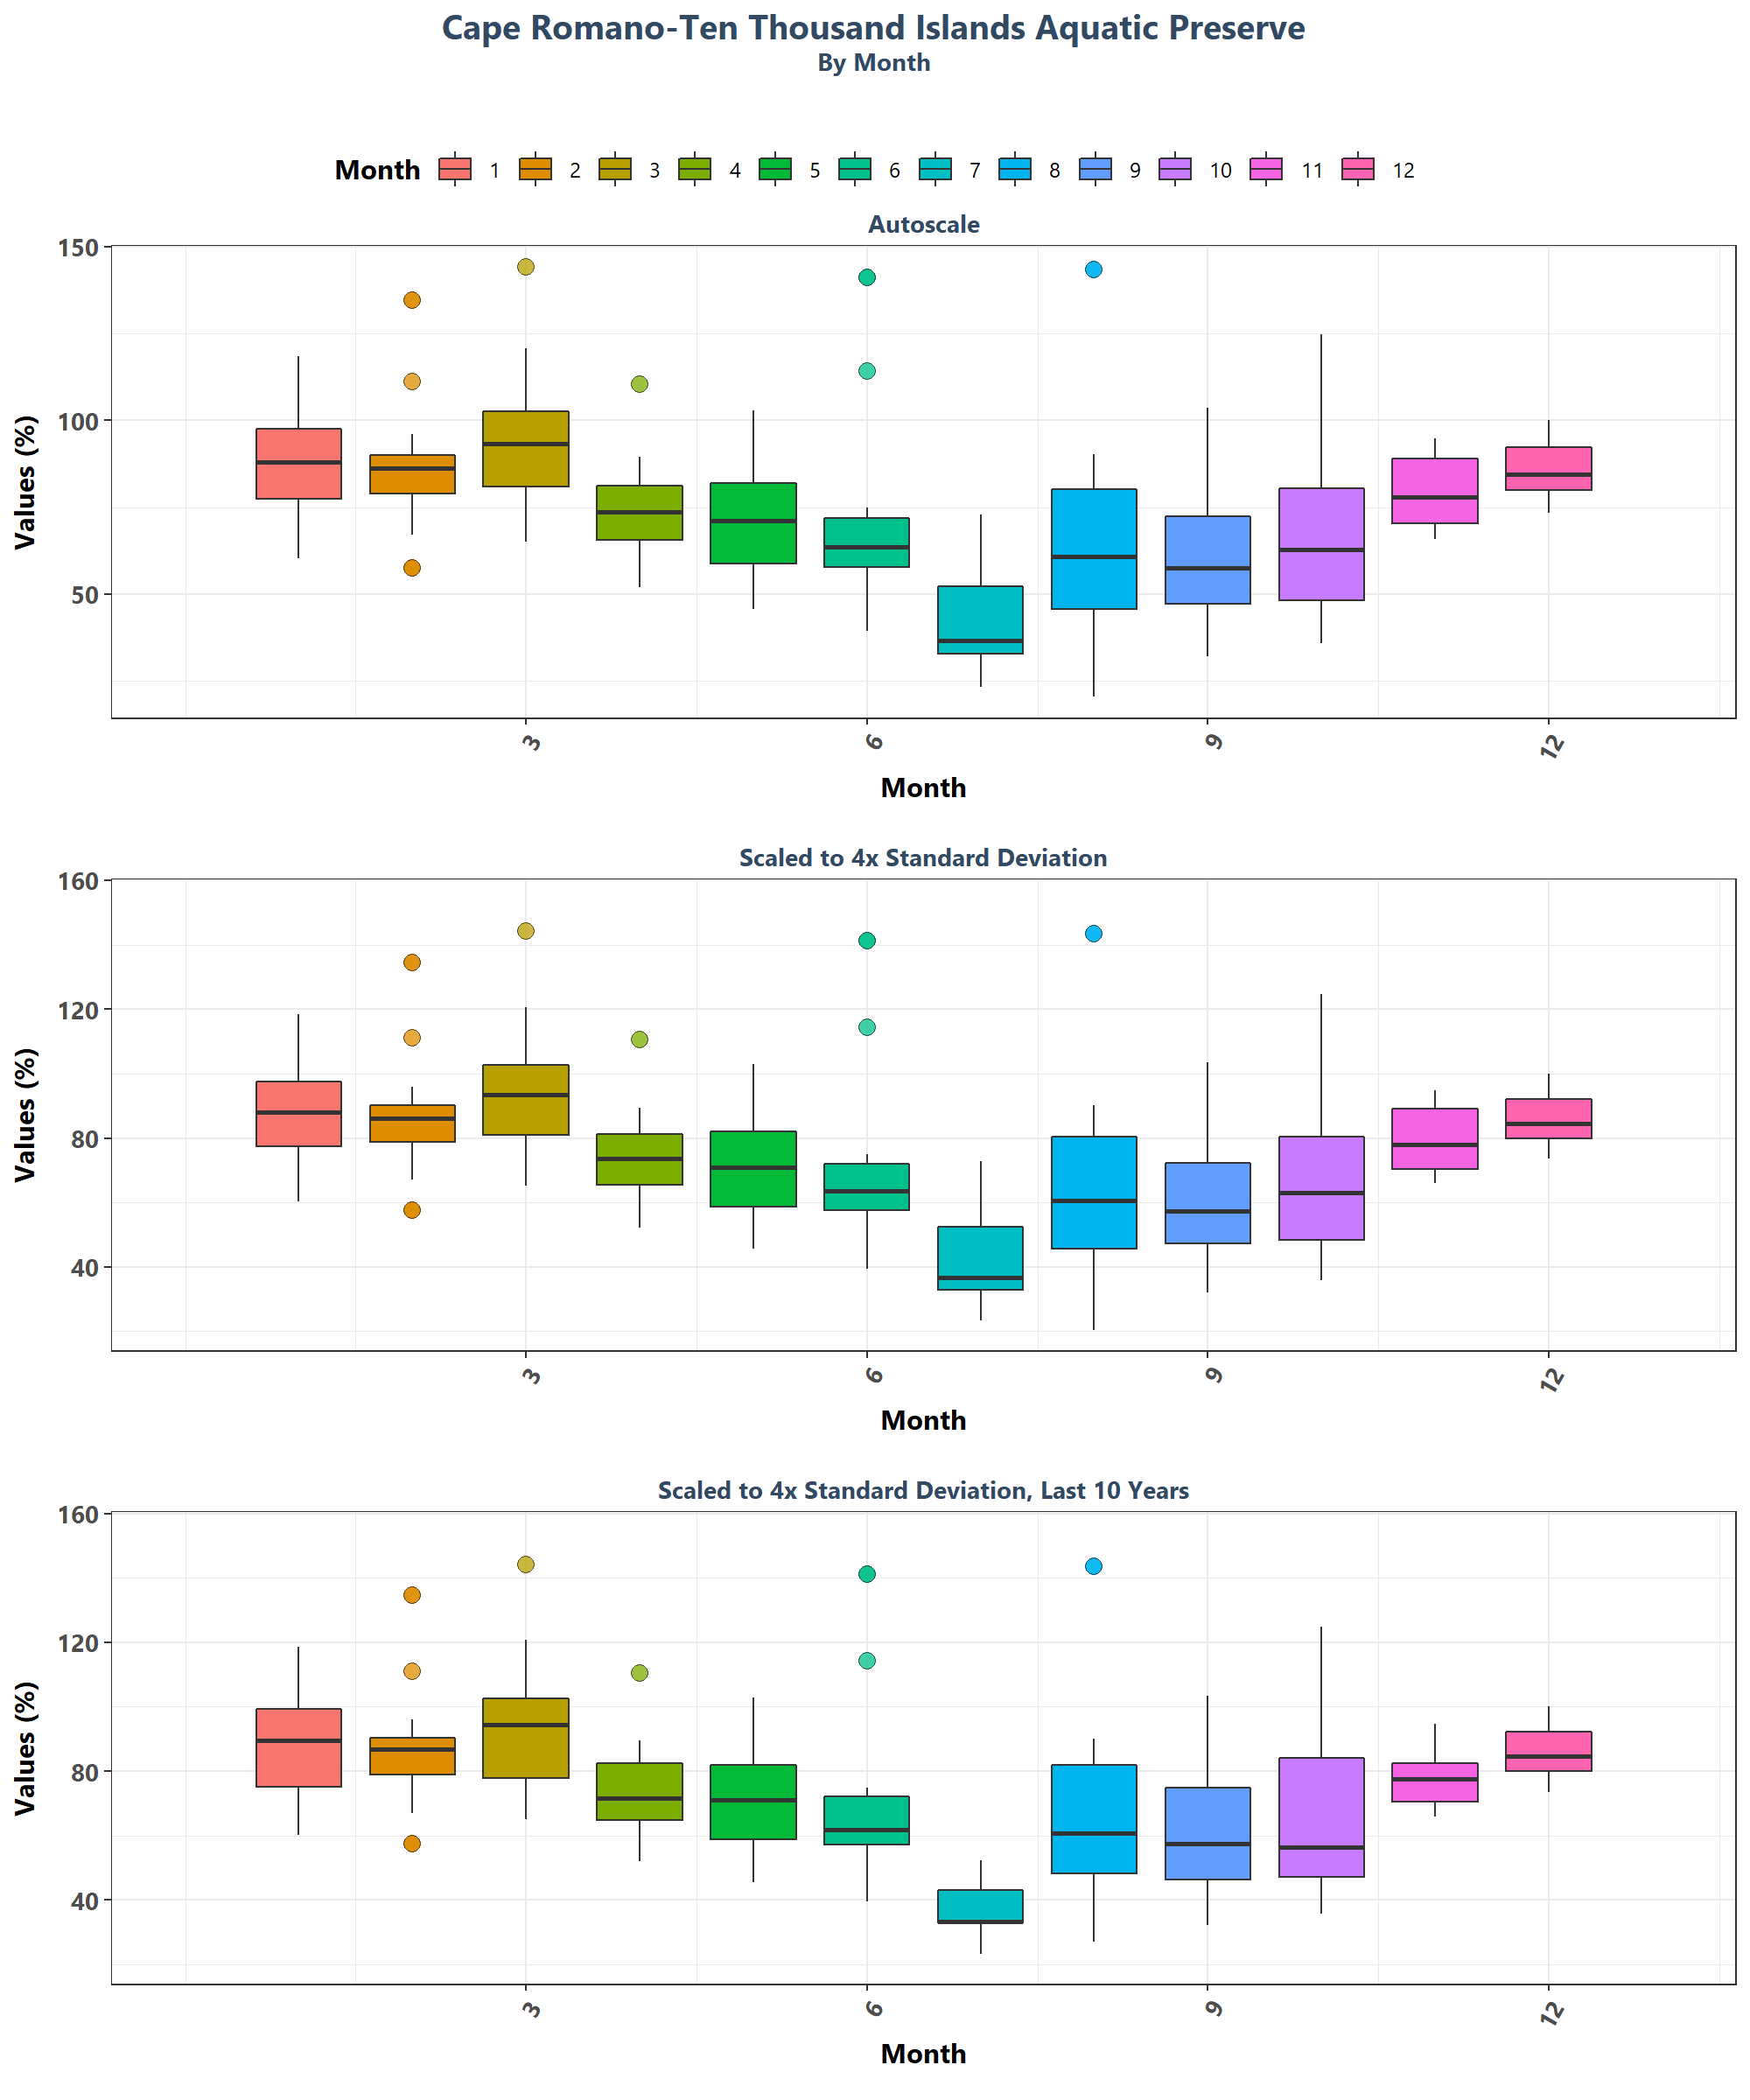 Cape Romano-Ten Thousand Islands Aquatic Preserve
By Month
Month 1 2 3 4 5 6 7 8 9 10 11 12
Autoscale
150
100
50
Values (%)
3 6 9 12
Month
Scaled to 4x Standard Deviation
160
120
80
40
Values (%)
3 6 9 12
Month
Scaled to 4x Standard Deviation, Last 10 Years
160
120
80
40
Values (%)
3 6 9 12
Month